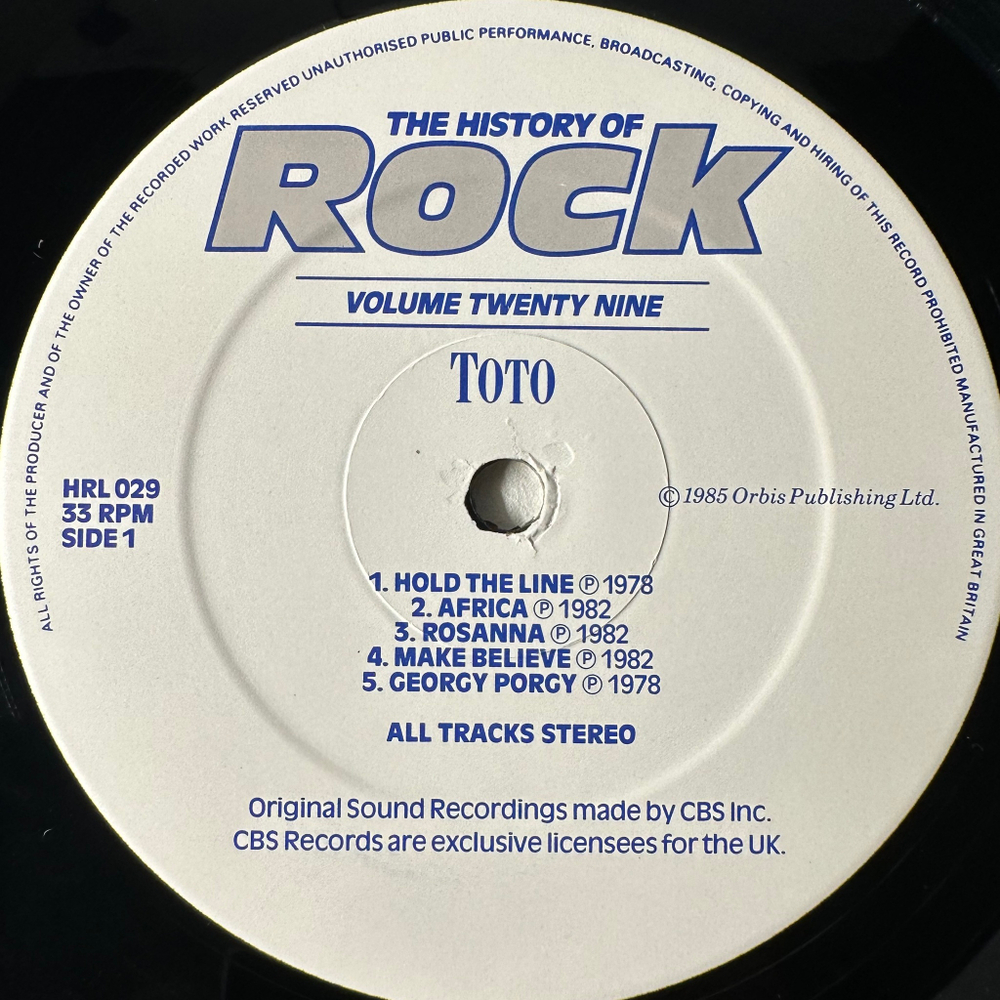 ALL RIGHTS OF THE PRODUCER AND OF THE OWNER OF THE RECORDED WORK RESERVED UNAUTHORISED PUBLIC PERFORMANCE, BROADCASTING, COPYING AND HIRING OF THIS RECORD PROHIBITED MANUFACTURED IN GREAT BRITAIN
THE HISTORY OF
ROCK
VOLUME TWENTY NINE
TOTO
HRL 029
33 RPM
SIDE 1
© 1985 Orbis Publishing Ltd.
1. HOLD THE LINE ℗ 1978
2. AFRICA ℗ 1982
3. ROSANNA ℗ 1982
4. MAKE BELIEVE ℗ 1982
5. GEORGY PORGY ℗ 1978
ALL TRACKS STEREO
Original Sound Recordings made by CBS Inc.
CBS Records are exclusive licensees for the UK.